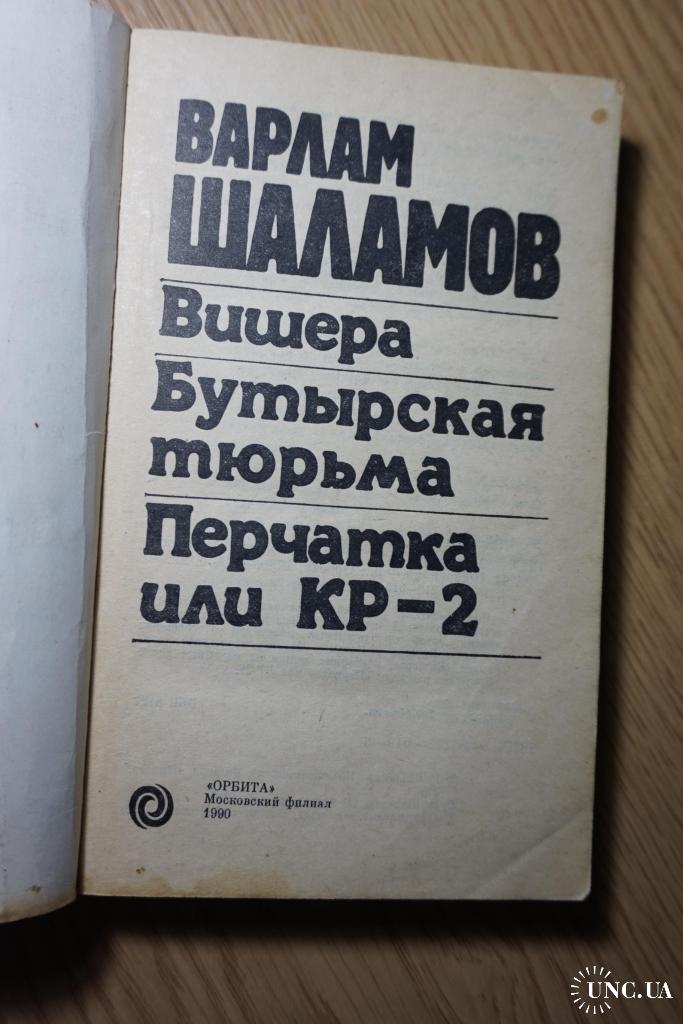 ВАРЛАМ
ШАЛАМОВ
Вишера
Бутырская
тюрьма
Перчатка
или КР-2
«ОРБИТА»
Московский филиал
1990
UNC.UA